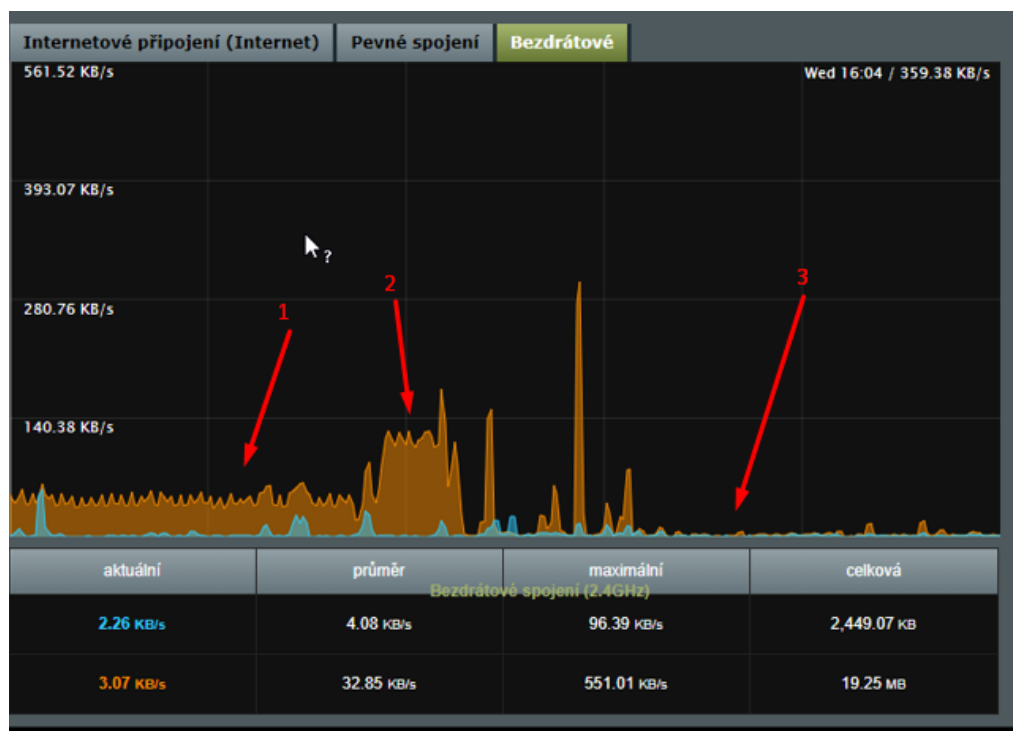 Internetové připojení (Internet) Pevné spojení Bezdrátové
561.52 KB/s Wed 16:04 / 359.38 KB/s
393.07 KB/s
?
2 3
280.76 KB/s 1
140.38 KB/s
aktuální průměr maximální celková
Bezdrátové spojení (2.4GHz)
2.26 KB/s 4.08 KB/s 96.39 KB/s 2,449.07 KB
3.07 KB/s 32.85 KB/s 551.01 KB/s 19.25 MB